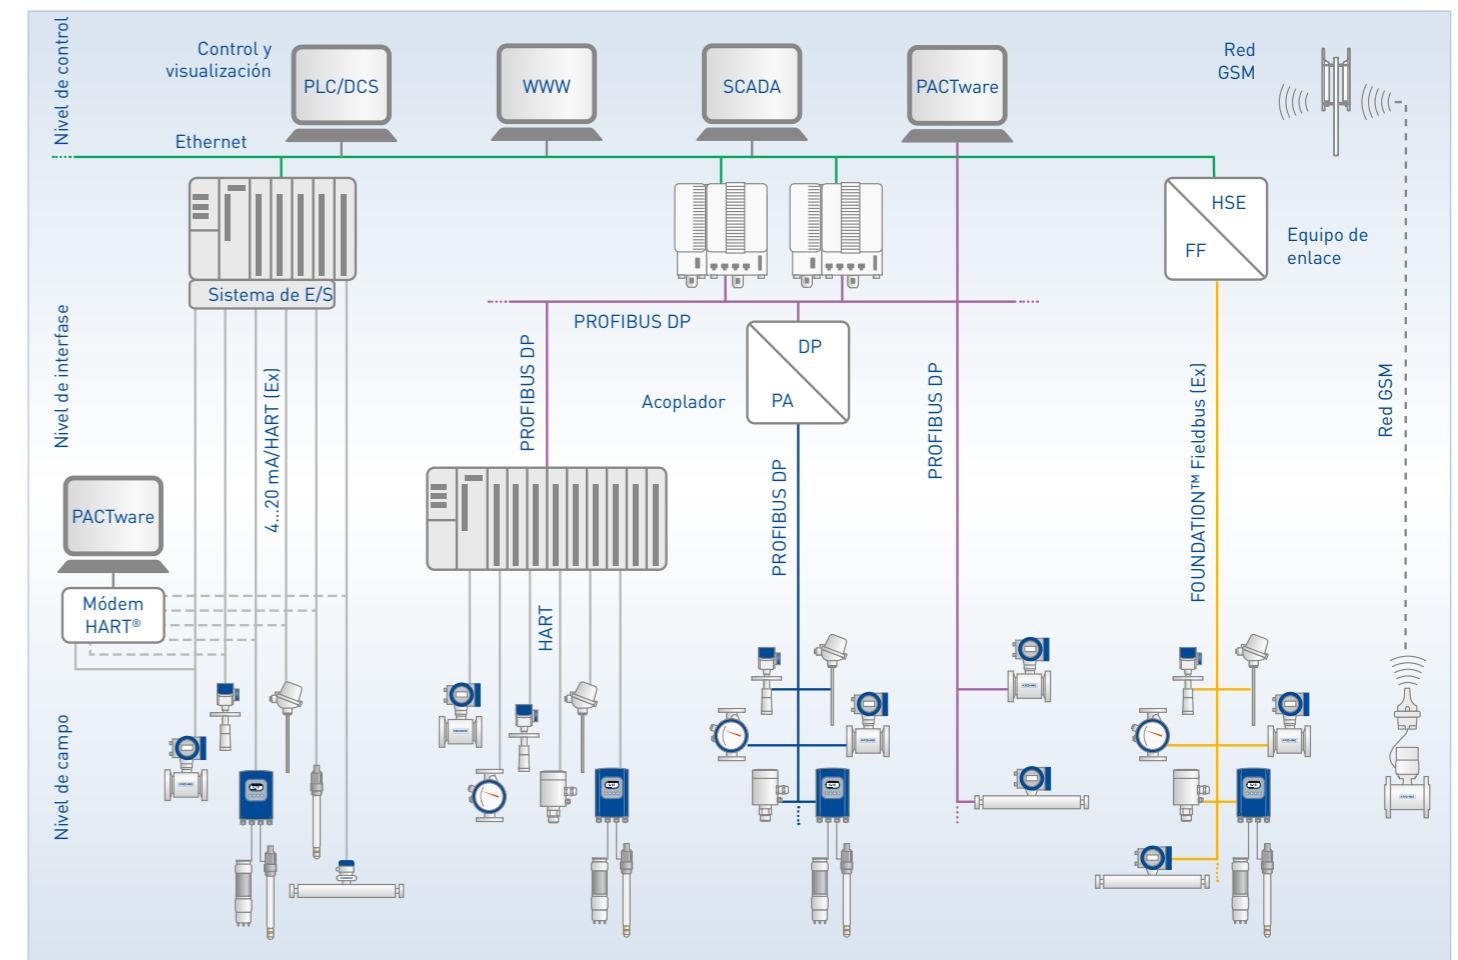 Nivel de control
Control y
visualización
PLC/DCS
WWW
SCADA
PACTware
Red
GSM
Ethernet
HSE
FF
Equipo de
enlace
Sistema de E/S
Nivel de interfase
4...20 mA/HART (Ex)
PROFIBUS DP
PROFIBUS DP
DP
PA
Acoplador
PROFIBUS DP
PROFIBUS DP
FOUNDATION™ Fieldbus (Ex)
Red GSM
PACTware
Módem
HART®
HART
Nivel de campo